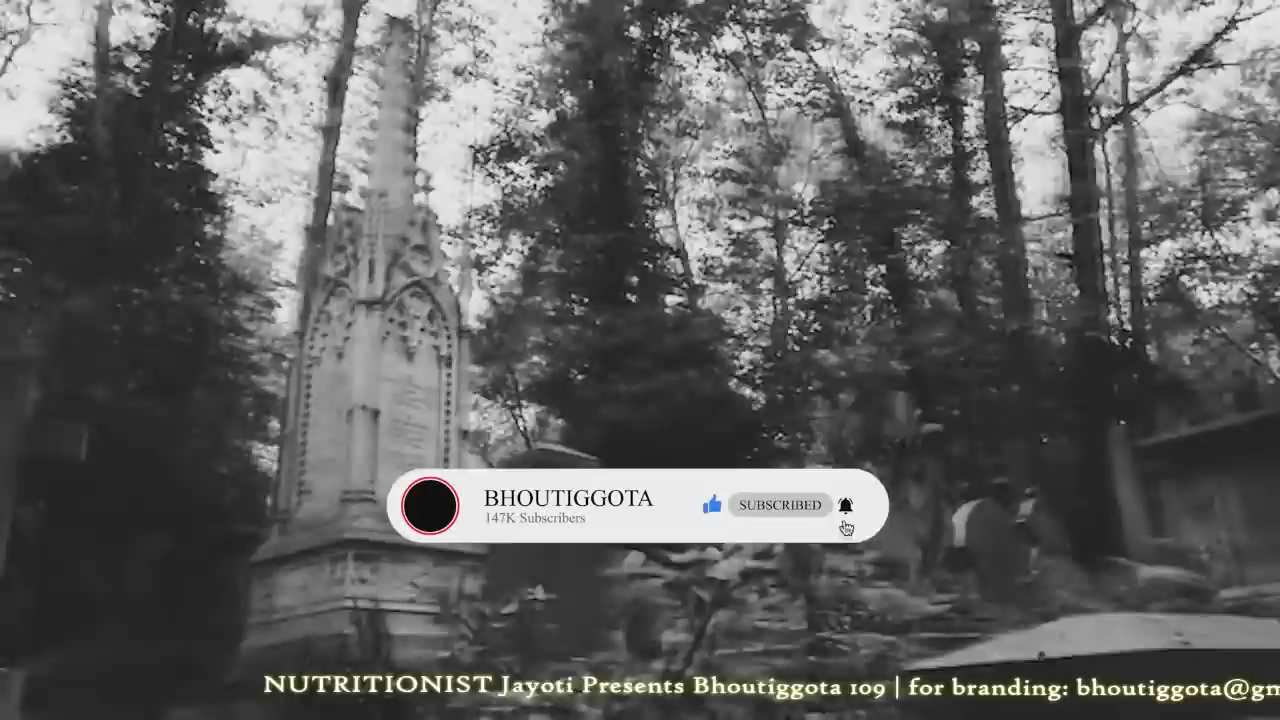 BHOUTIGGOTA
147K Subscribers
SUBSCRIBED
NUTRITIONIST Jayoti Presents Bhoutiggota 109 | for branding: bhoutiggota@gm